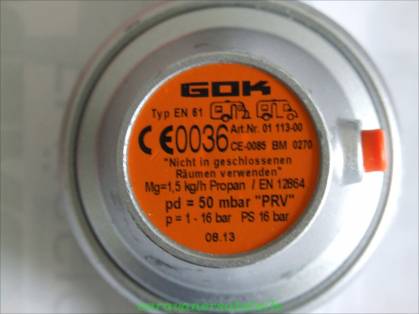 GOK
Typ EN 61
CE0036 Art.Nr. 01 113-00
CE-0085 BM 0270
"Nicht in geschlossenen
Räumen verwenden"
Mg=1,5 kg/h Propan / EN 12864
pd = 50 mbar "PRV"
p = 1 - 16 bar PS 16 bar
08.13